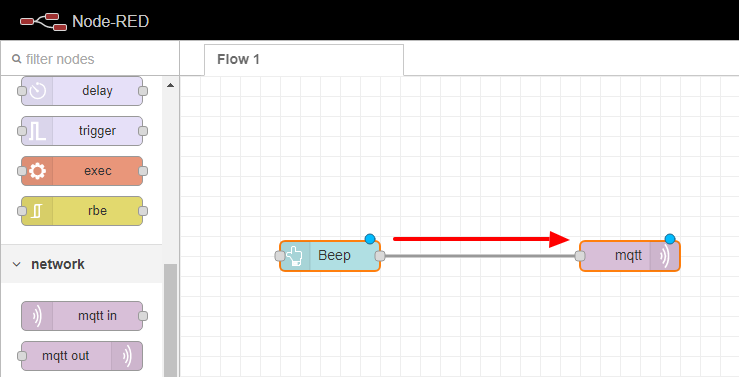 Node-RED
filter nodes
Flow 1
delay
trigger
exec
rbe
network
mqtt in
mqtt out
Beep
mqtt